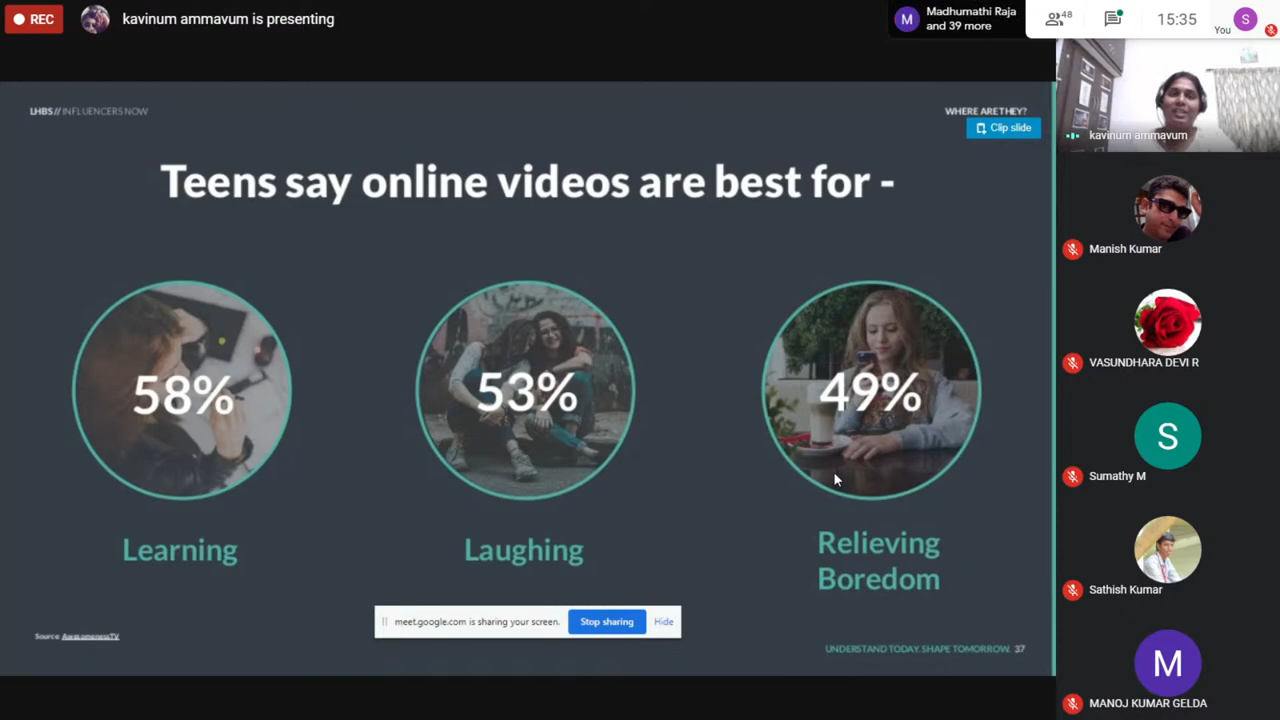 REC
kavinum ammavum is presenting
M
Madhumathi Raja
and 39 more
48
15:35
You
S
LHBS// INFLUENCERS NOW
WHERE ARE THEY?
Clip slide
Teens say online videos are best for -
58%
53%
49%
Learning
Laughing
Relieving
Boredom
meet.google.com is sharing your screen.
Stop sharing
Hide
Source: AwesomenessTV
UNDERSTAND TODAY. SHAPE TOMORROW. 37
kavinum ammavum
Manish Kumar
VASUNDHARA DEVI R
S
Sumathy M
Sathish Kumar
M
MANOJ KUMAR GELDA